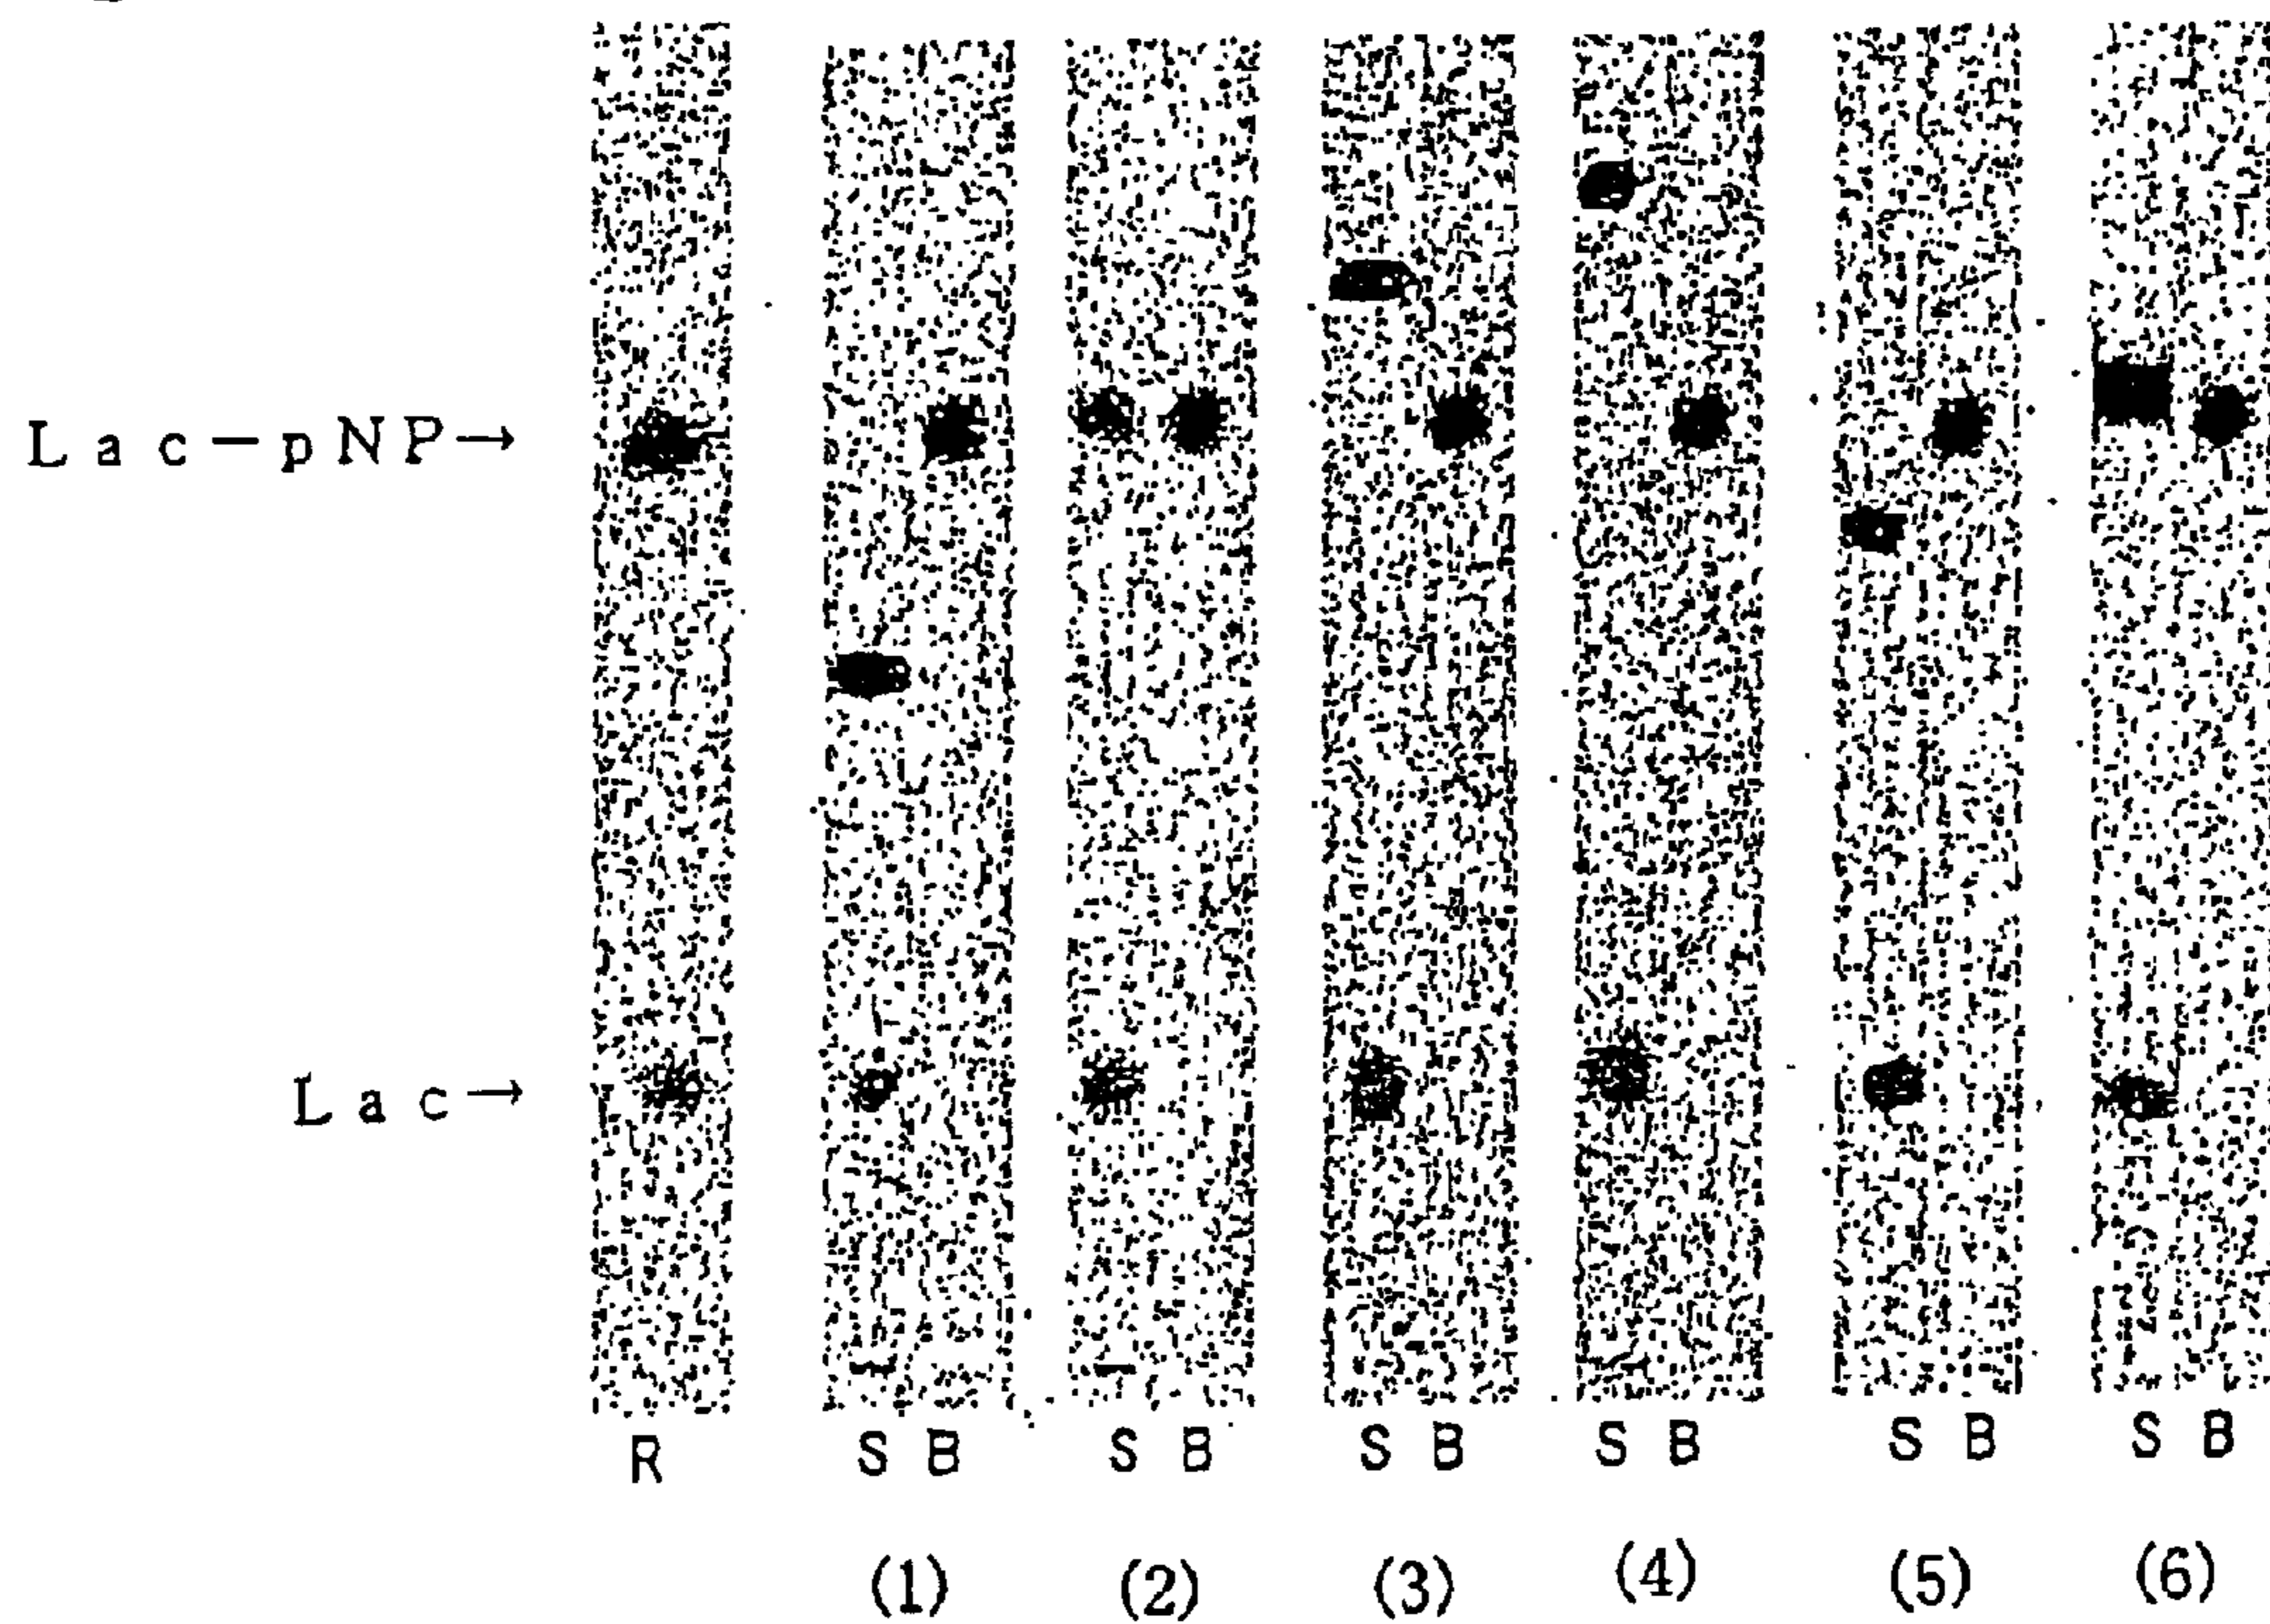 Lac-pNP→
Lac→
R S B S B S B S B S B S B
(1) (2) (3) (4) (5) (6)